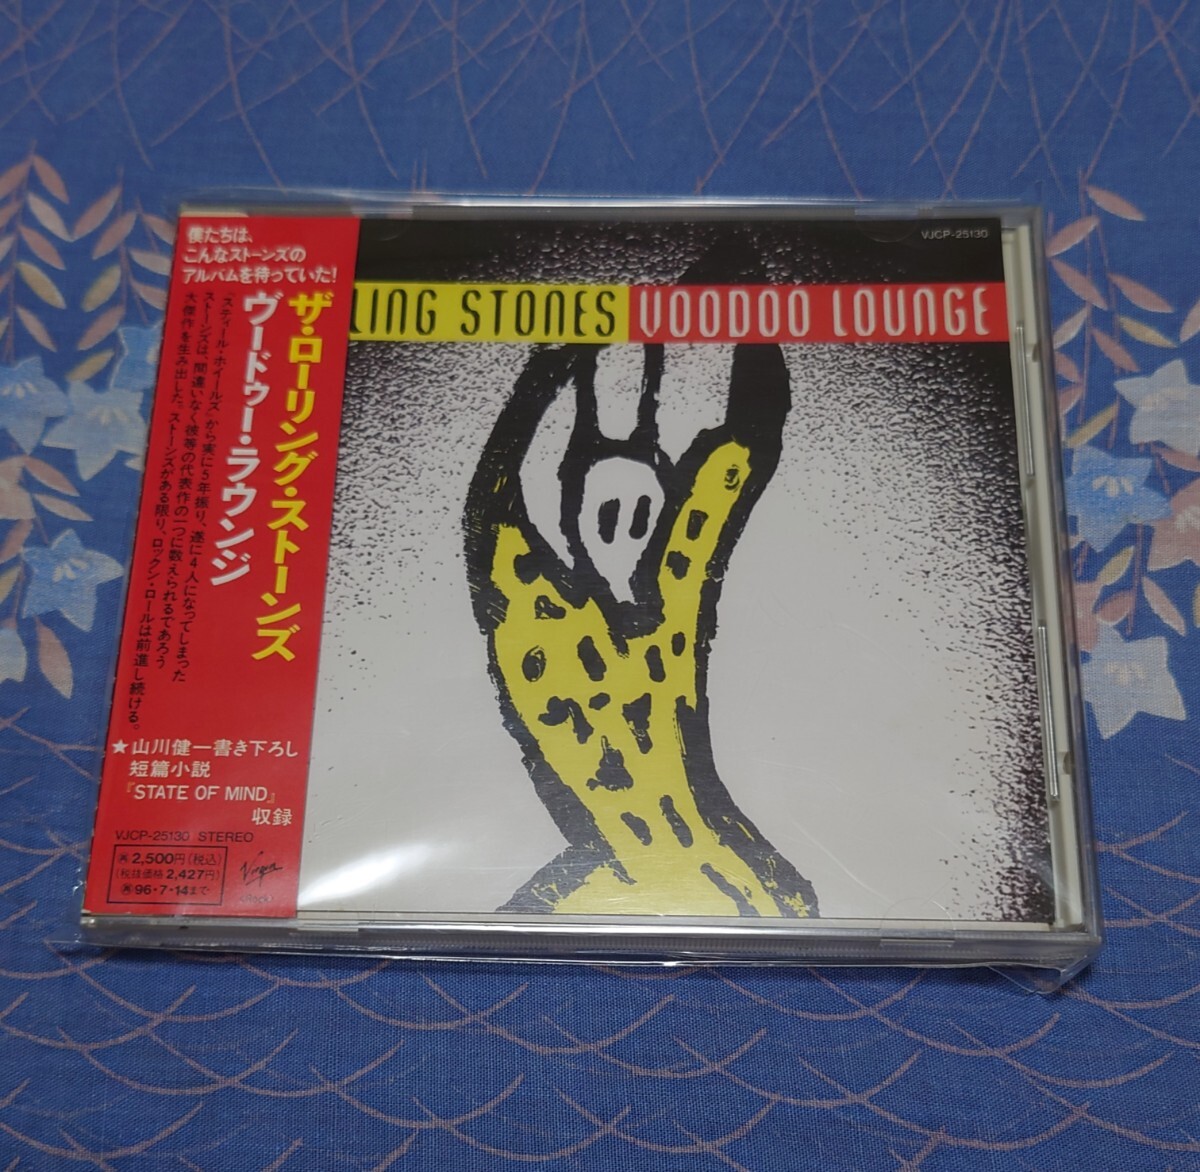 僕たちは、
こんなストーンズの
アルバムを待っていた!
ザ・ローリング・ストーンズ
ヴードゥー・ラウンジ
"スティール・ホイールズ"から実に5年振り、遂に4人になってしまった
ストーンズは、間違いなく彼等の代表作の一つに数えられるであろう
大傑作を生み出した。ストーンズがある限り、ロックン・ロールは前進し続ける。
★山川健一書き下ろし
短篇小説
『STATE OF MIND』
収録
VJCP-25130 STEREO
2,500円(税込)
(税抜価格2,427円)
96・7・14まで
Virgin
VJCP-25130
LING STONES VOODOO LOUNGE